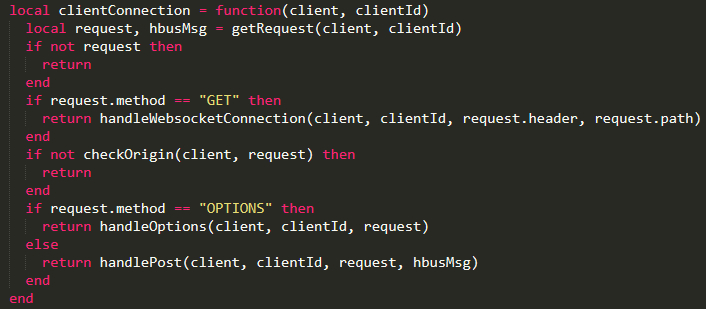 local clientConnection = function(client, clientId)
  local request, hbusMsg = getRequest(client, clientId)
  if not request then
    return
  end
  if request.method == "GET" then
    return handleWebsocketConnection(client, clientId, request.header, request.path)
  end
  if not checkOrigin(client, request) then
    return
  end
  if request.method == "OPTIONS" then
    return handleOptions(client, clientId, request)
  else
    return handlePost(client, clientId, request, hbusMsg)
  end
end